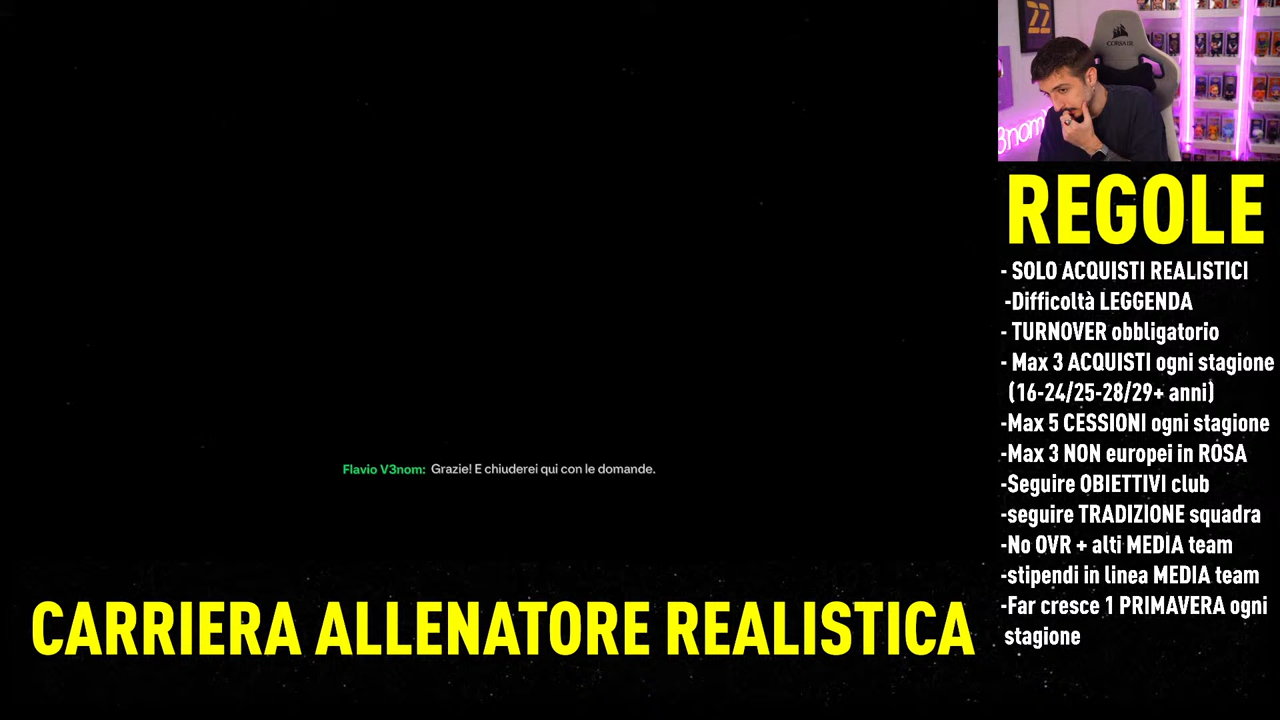 22
CORSAIR
v3nom
REGOLE
- SOLO ACQUISTI REALISTICI
-Difficoltà LEGGENDA
- TURNOVER obbligatorio
- Max 3 ACQUISTI ogni stagione
(16-24/25-28/29+ anni)
-Max 5 CESSIONI ogni stagione
-Max 3 NON europei in ROSA
-Seguire OBIETTIVI club
-seguire TRADIZIONE squadra
-No OVR + alti MEDIA team
-stipendi in linea MEDIA team
-Far cresce 1 PRIMAVERA ogni
stagione
Flavio V3nom: Grazie! E chiuderei qui con le domande.
CARRIERA ALLENATORE REALISTICA